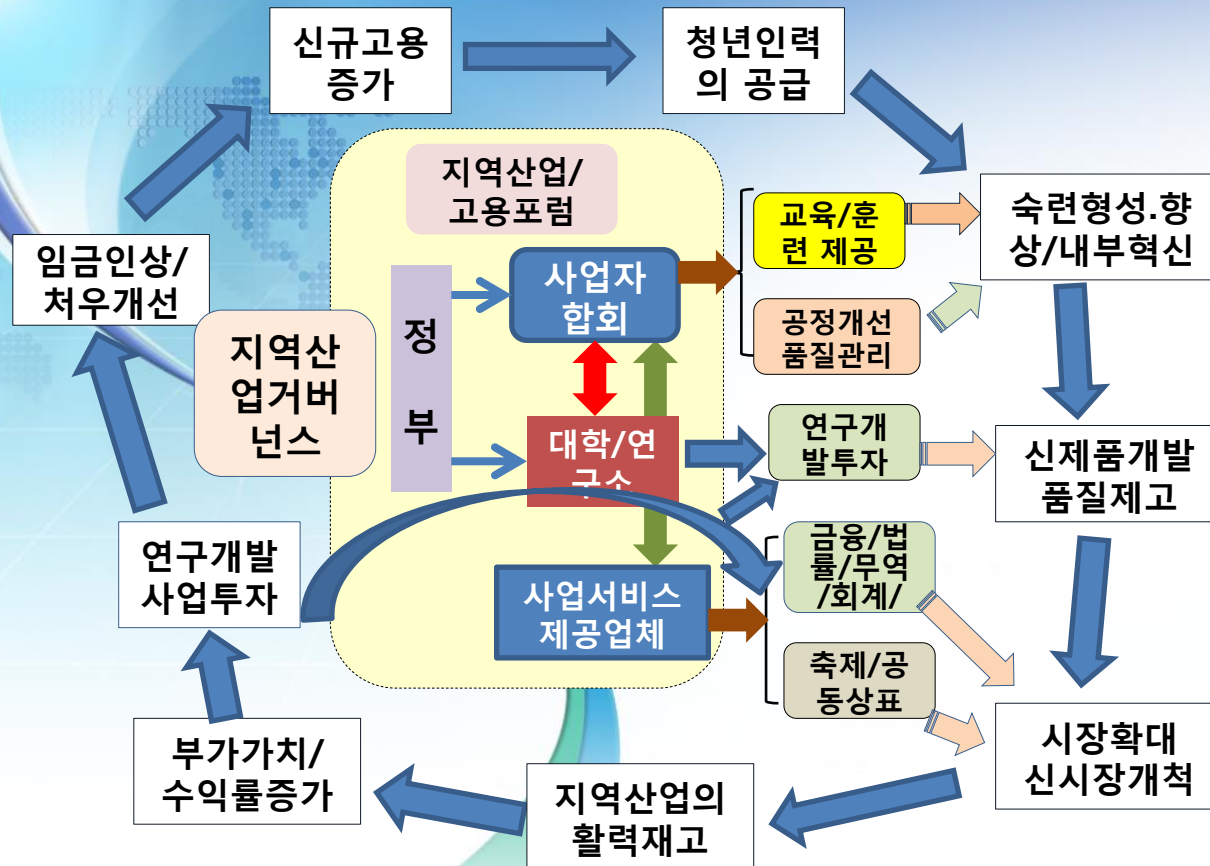 신규고용
증가
청년인력
의 공급
지역산업/
고용포럼
교육/훈
련 제공
숙련형성.향
상/내부혁신
임금인상/
처우개선
사업자
합회
정
부
공정개선
품질관리
지역산
업거버
넌스
대학/연
구소
연구개
발투자
신제품개발
품질제고
연구개발
사업투자
금융/법
률/무역
/회계/
사업서비스
제공업체
축제/공
동상표
시장확대
신시장개척
부가가치/
수익률증가
지역산업의
활력재고